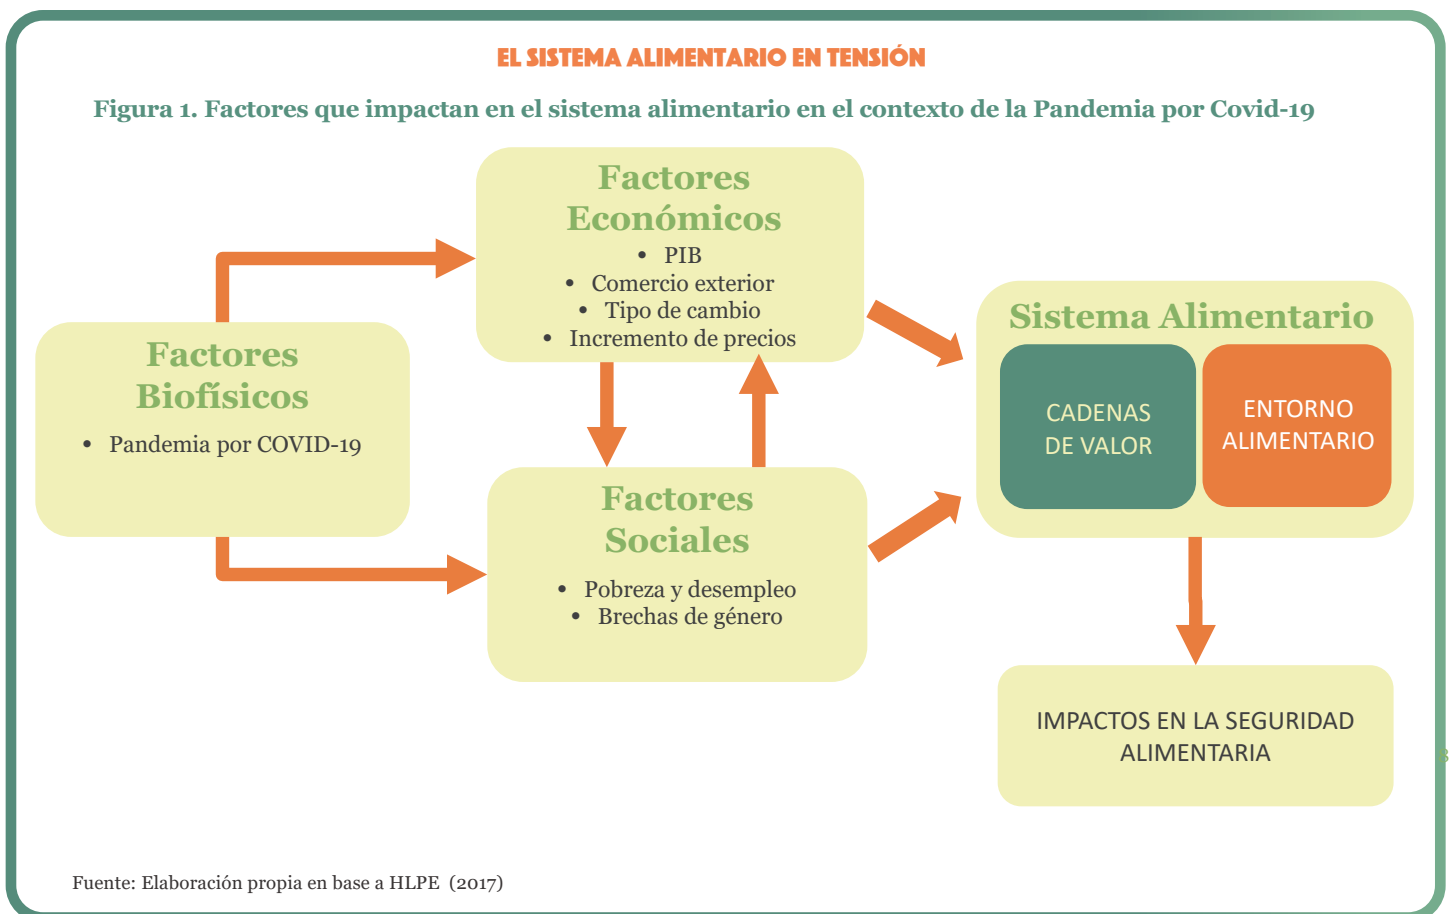 EL SISTEMA ALIMENTARIO EN TENSIÓN
Figura 1. Factores que impactan en el sistema alimentario en el contexto de la Pandemia por Covid-19
Factores
Biofísicos
• Pandemia por COVID-19
Factores
Económicos
• PIB
• Comercio exterior
• Tipo de cambio
• Incremento de precios
Factores
Sociales
• Pobreza y desempleo
• Brechas de género
Sistema Alimentario
CADENAS
DE VALOR
ENTORNO
ALIMENTARIO
IMPACTOS EN LA SEGURIDAD
ALIMENTARIA
Fuente: Elaboración propia en base a HLPE (2017)